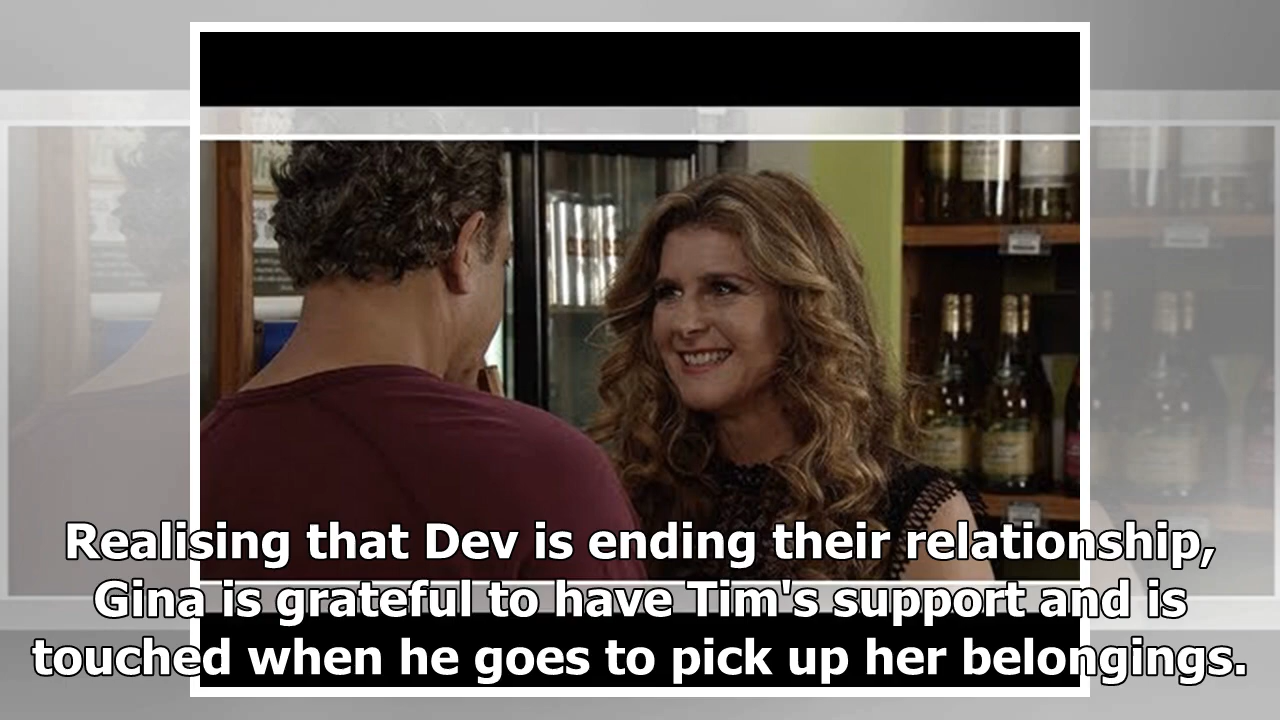 Realising that Dev is ending their relationship,
Gina is grateful to have Tim's support and is
touched when he goes to pick up her belongings.